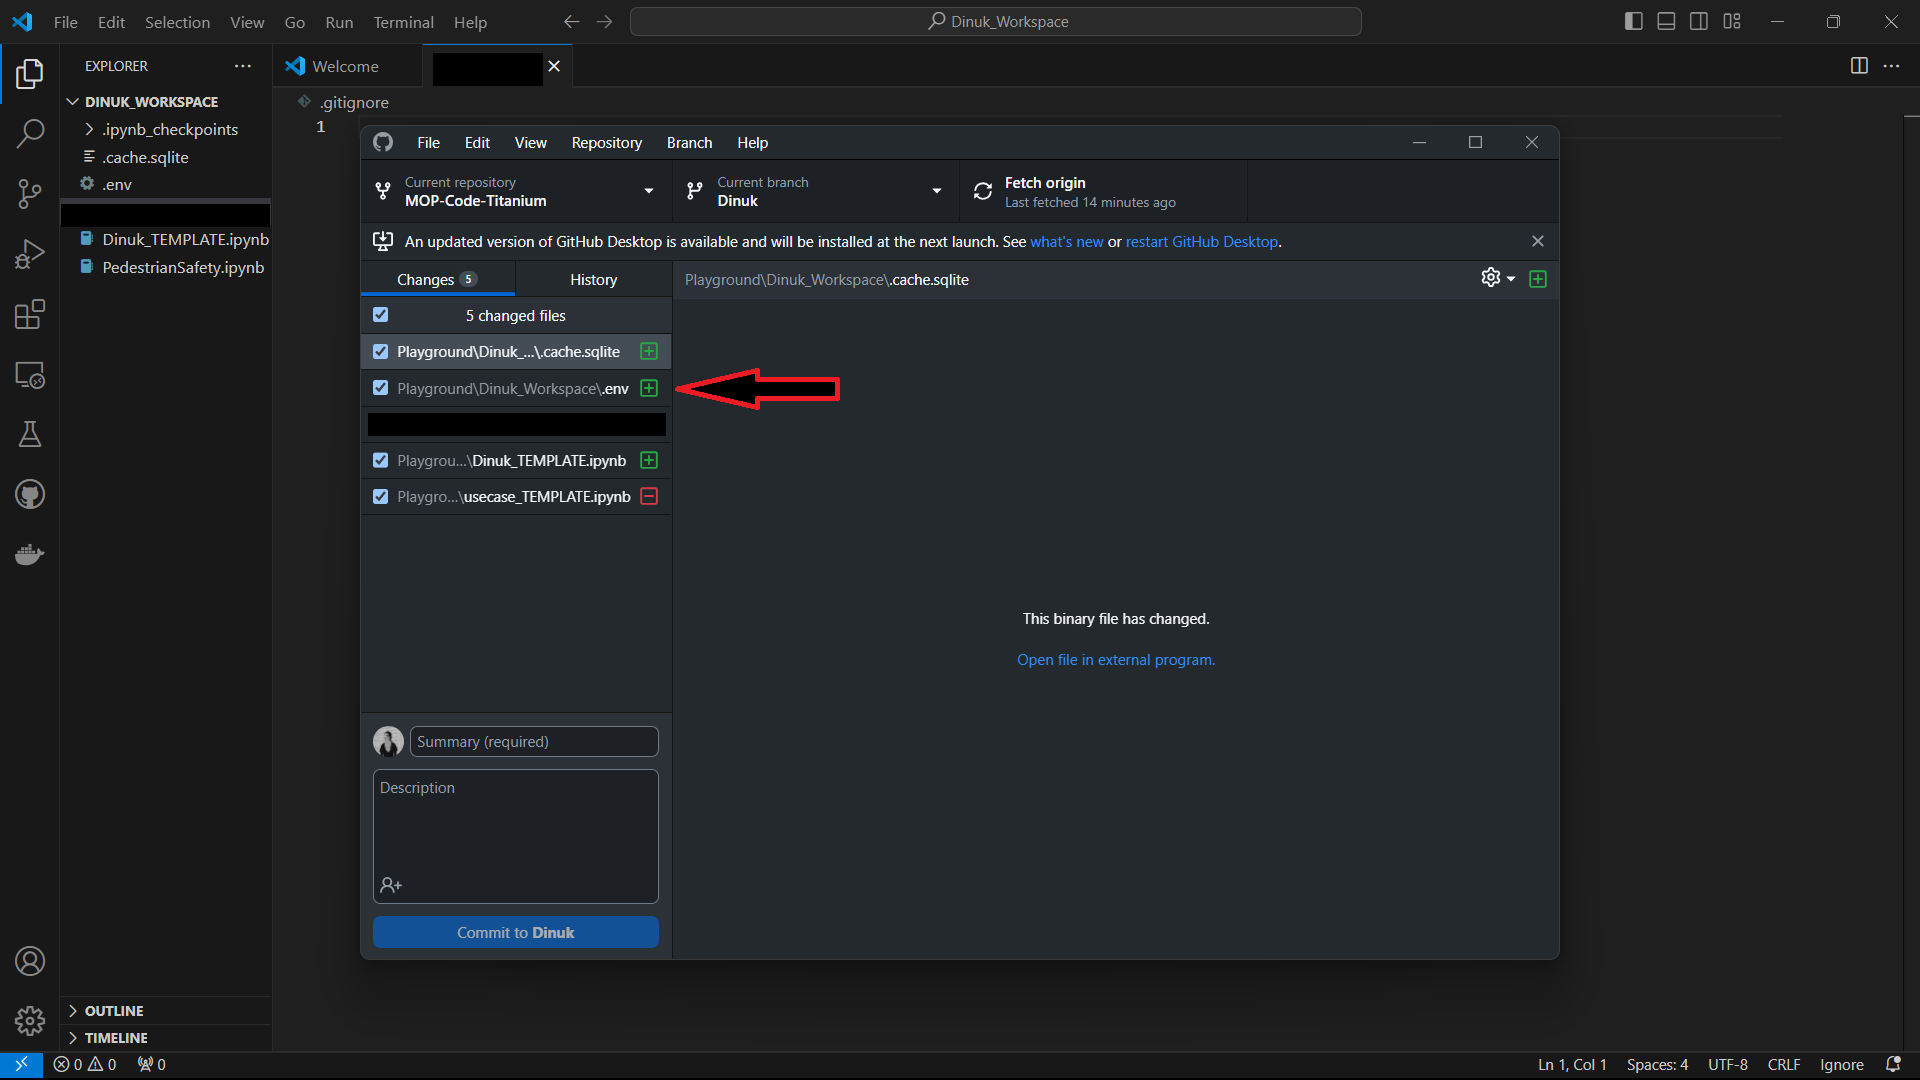 File Edit Selection View Go Run Terminal Help
Dinuk_Workspace
EXPLORER
DINUK_WORKSPACE
.ipynb_checkpoints
.cache.sqlite
.env
Dinuk_TEMPLATE.ipynb
PedestrianSafety.ipynb
OUTLINE
TIMELINE
Welcome
.gitignore
1
File Edit View Repository Branch Help
Current repository
MOP-Code-Titanium
Current branch
Dinuk
Fetch origin
Last fetched 14 minutes ago
An updated version of GitHub Desktop is available and will be installed at the next launch. See what's new or restart GitHub Desktop.
Changes 5
History
5 changed files
Playground\Dinuk_...\.cache.sqlite
Playground\Dinuk_Workspace\.env
Playgrou...\Dinuk_TEMPLATE.ipynb
Playgro...\usecase_TEMPLATE.ipynb
Summary (required)
Description
Commit to Dinuk
Playground\Dinuk_Workspace\.cache.sqlite
This binary file has changed.
Open file in external program.
0 0 0
Ln 1, Col 1 Spaces: 4 UTF-8 CRLF Ignore